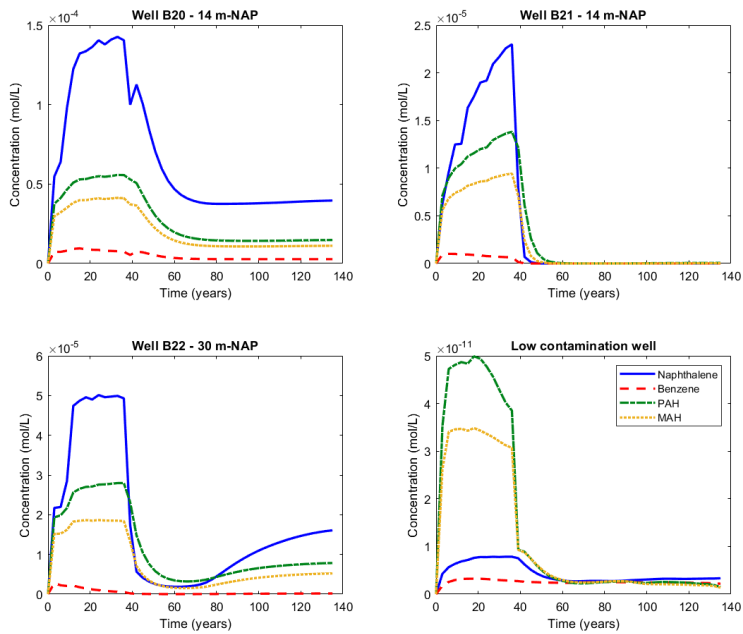 Well B20 - 14 m-NAP
×10⁻⁴
Concentration (mol/L)
1.5
1
0.5
0
0 20 40 60 80 100 120 140
Time (years)
Well B21 - 14 m-NAP
×10⁻⁵
Concentration (mol/L)
2.5
2
1.5
1
0.5
0
0 20 40 60 80 100 120 140
Time (years)
Well B22 - 30 m-NAP
×10⁻⁵
Concentration (mol/L)
6
5
4
3
2
1
0
0 20 40 60 80 100 120 140
Time (years)
Low contamination well
×10⁻¹¹
Concentration (mol/L)
5
4
3
2
1
0
Naphthalene
Benzene
PAH
MAH
0 20 40 60 80 100 120 140
Time (years)